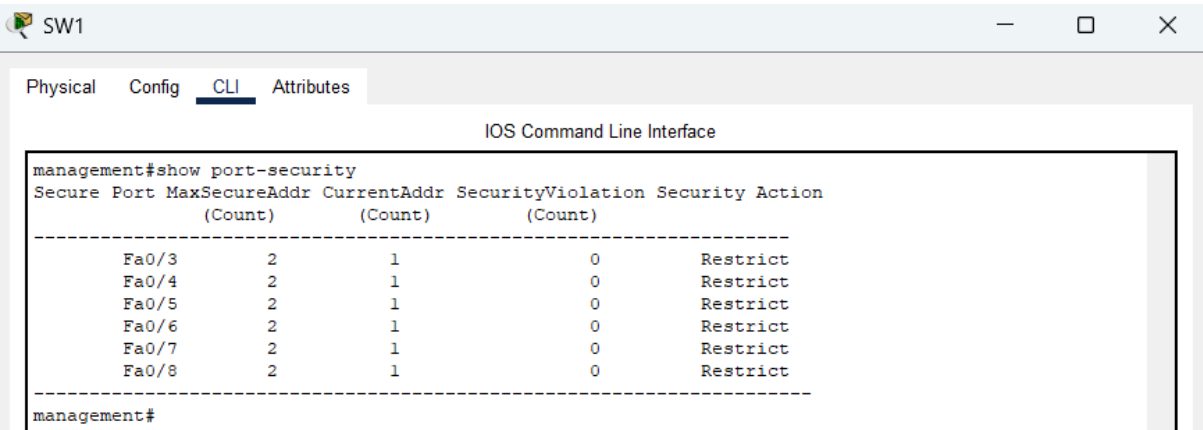 SW1
Physical Config CLI Attributes
IOS Command Line Interface
management#show port-security
Secure Port MaxSecureAddr CurrentAddr SecurityViolation Security Action
(Count) (Count) (Count)
--------------------------------------------------------------------
Fa0/3 2 1 0 Restrict
Fa0/4 2 1 0 Restrict
Fa0/5 2 1 0 Restrict
Fa0/6 2 1 0 Restrict
Fa0/7 2 1 0 Restrict
Fa0/8 2 1 0 Restrict
----------------------------------------------------------------------
management#